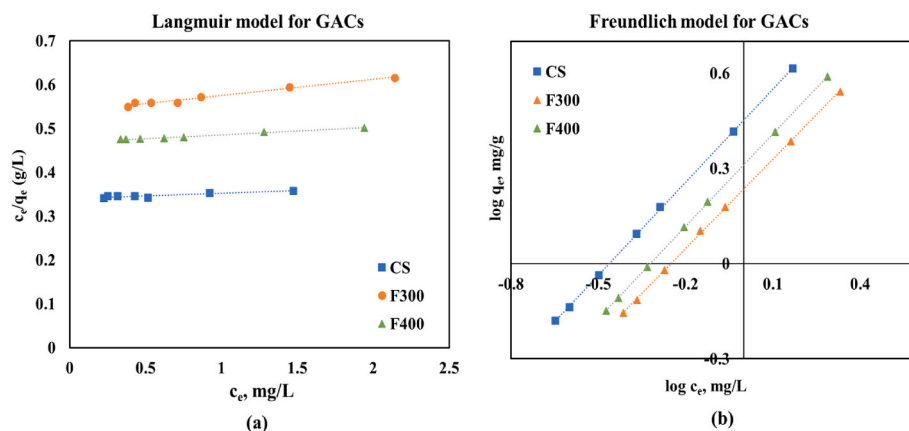 Langmuir model for GACs
0.7
0.6
0.5
0.4
0.3
0.2
0.1
0
cₑ/qₑ (g/L)
CS
F300
F400
0 0.5 1 1.5 2 2.5
cₑ, mg/L
(a)
Freundlich model for GACs
CS
F300
F400
0.6
0.3
0
-0.3
log qₑ, mg/g
-0.8 -0.5 -0.2 0.1 0.4
log cₑ, mg/L
(b)